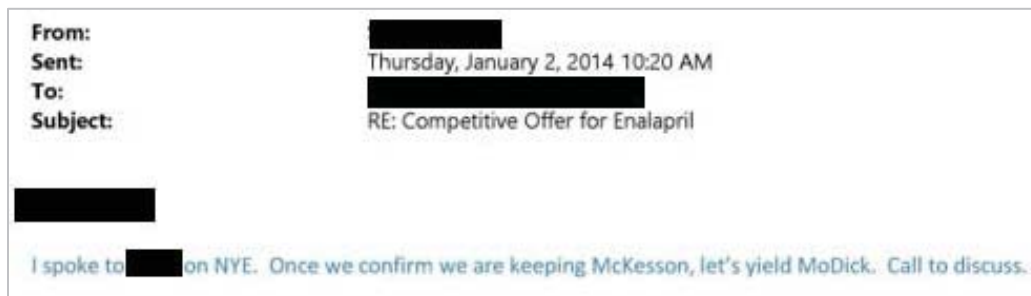 From:
Sent: Thursday, January 2, 2014 10:20 AM
To:
Subject: RE: Competitive Offer for Enalapril
I spoke to on NYE. Once we confirm we are keeping McKesson, let's yield MoDick. Call to discuss.